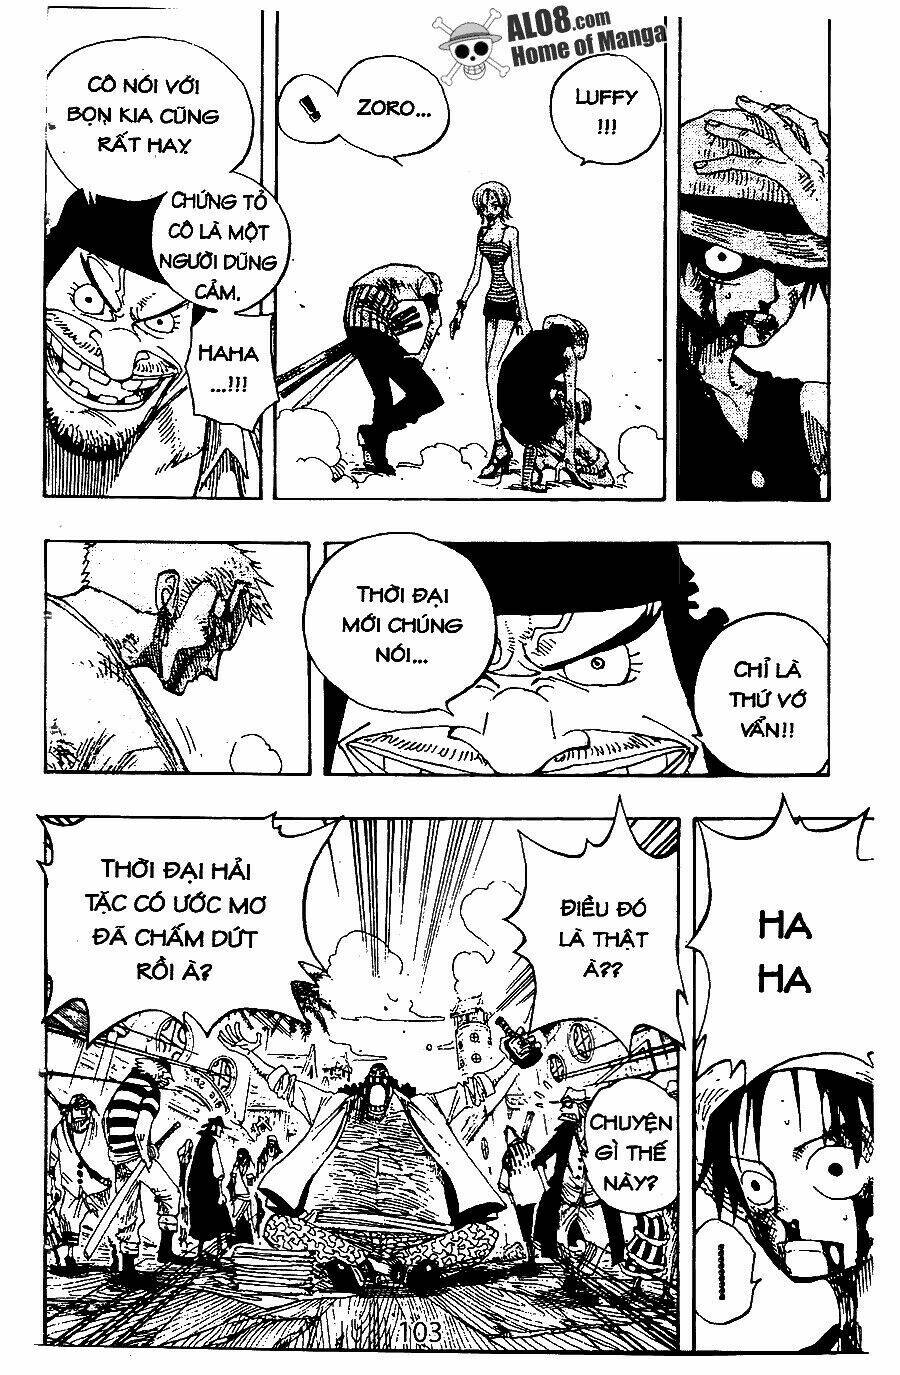 AL08.com
Home of Manga
CÔ NÓI VỚI
BỌN KIA CŨNG
RẤT HAY.
CHỨNG TỎ
CÔ LÀ MỘT
NGƯỜI DŨNG
CẢM.
HAHA
...!!!
!
ZORO...
LUFFY
!!!
THỜI ĐẠI
MỚI CHÚNG
NÓI...
CHỈ LÀ
THỨ VỚ
VẨN!!
THỜI ĐẠI HẢI
TẶC CÓ ƯỚC MƠ
ĐÃ CHẤM DỨT
RỒI À?
ĐIỀU ĐÓ
LÀ THẬT
À??
CHUYỆN
GÌ THẾ
NÀY?
HA
HA
.........
103